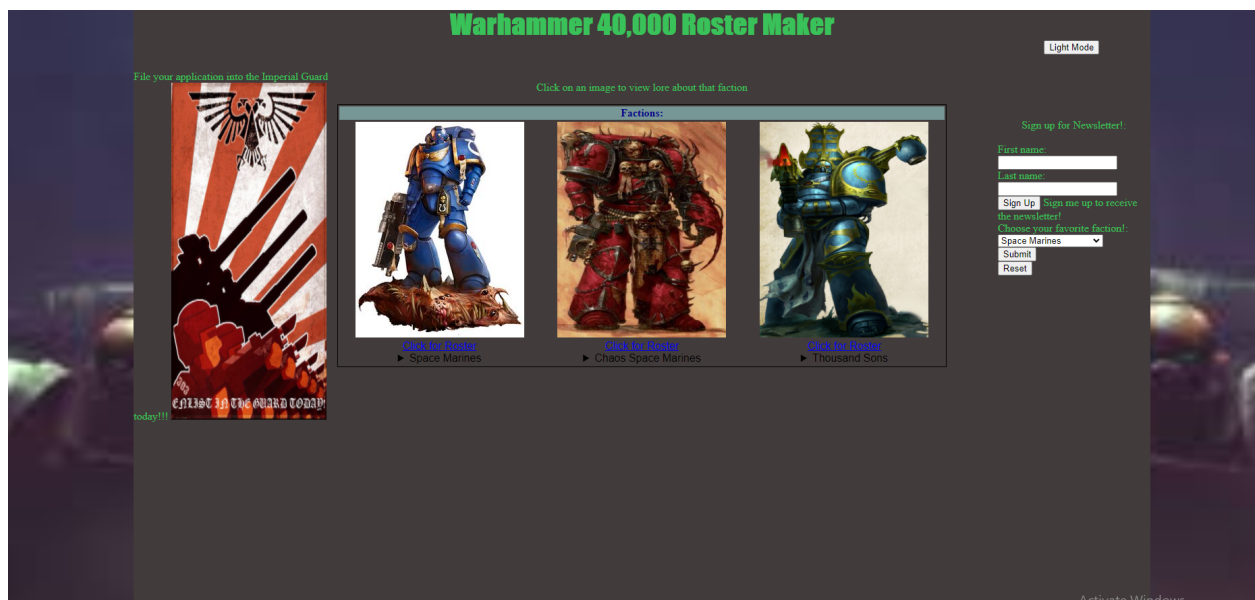 Warhammer 40,000 Roster Maker
Light Mode
File your application into the Imperial Guard
ENLIST IN THE GUARD TODAY!
today!!!
Click on an image to view lore about that faction
Factions:
Click for Roster
▶ Space Marines
Click for Roster
▶ Chaos Space Marines
Click for Roster
▶ Thousand Sons
Sign up for Newsletter!:
First name:
Last name:
Sign Up Sign me up to receive
the newsletter!
Choose your favorite faction!:
Space Marines
Submit
Reset
Activate Windows